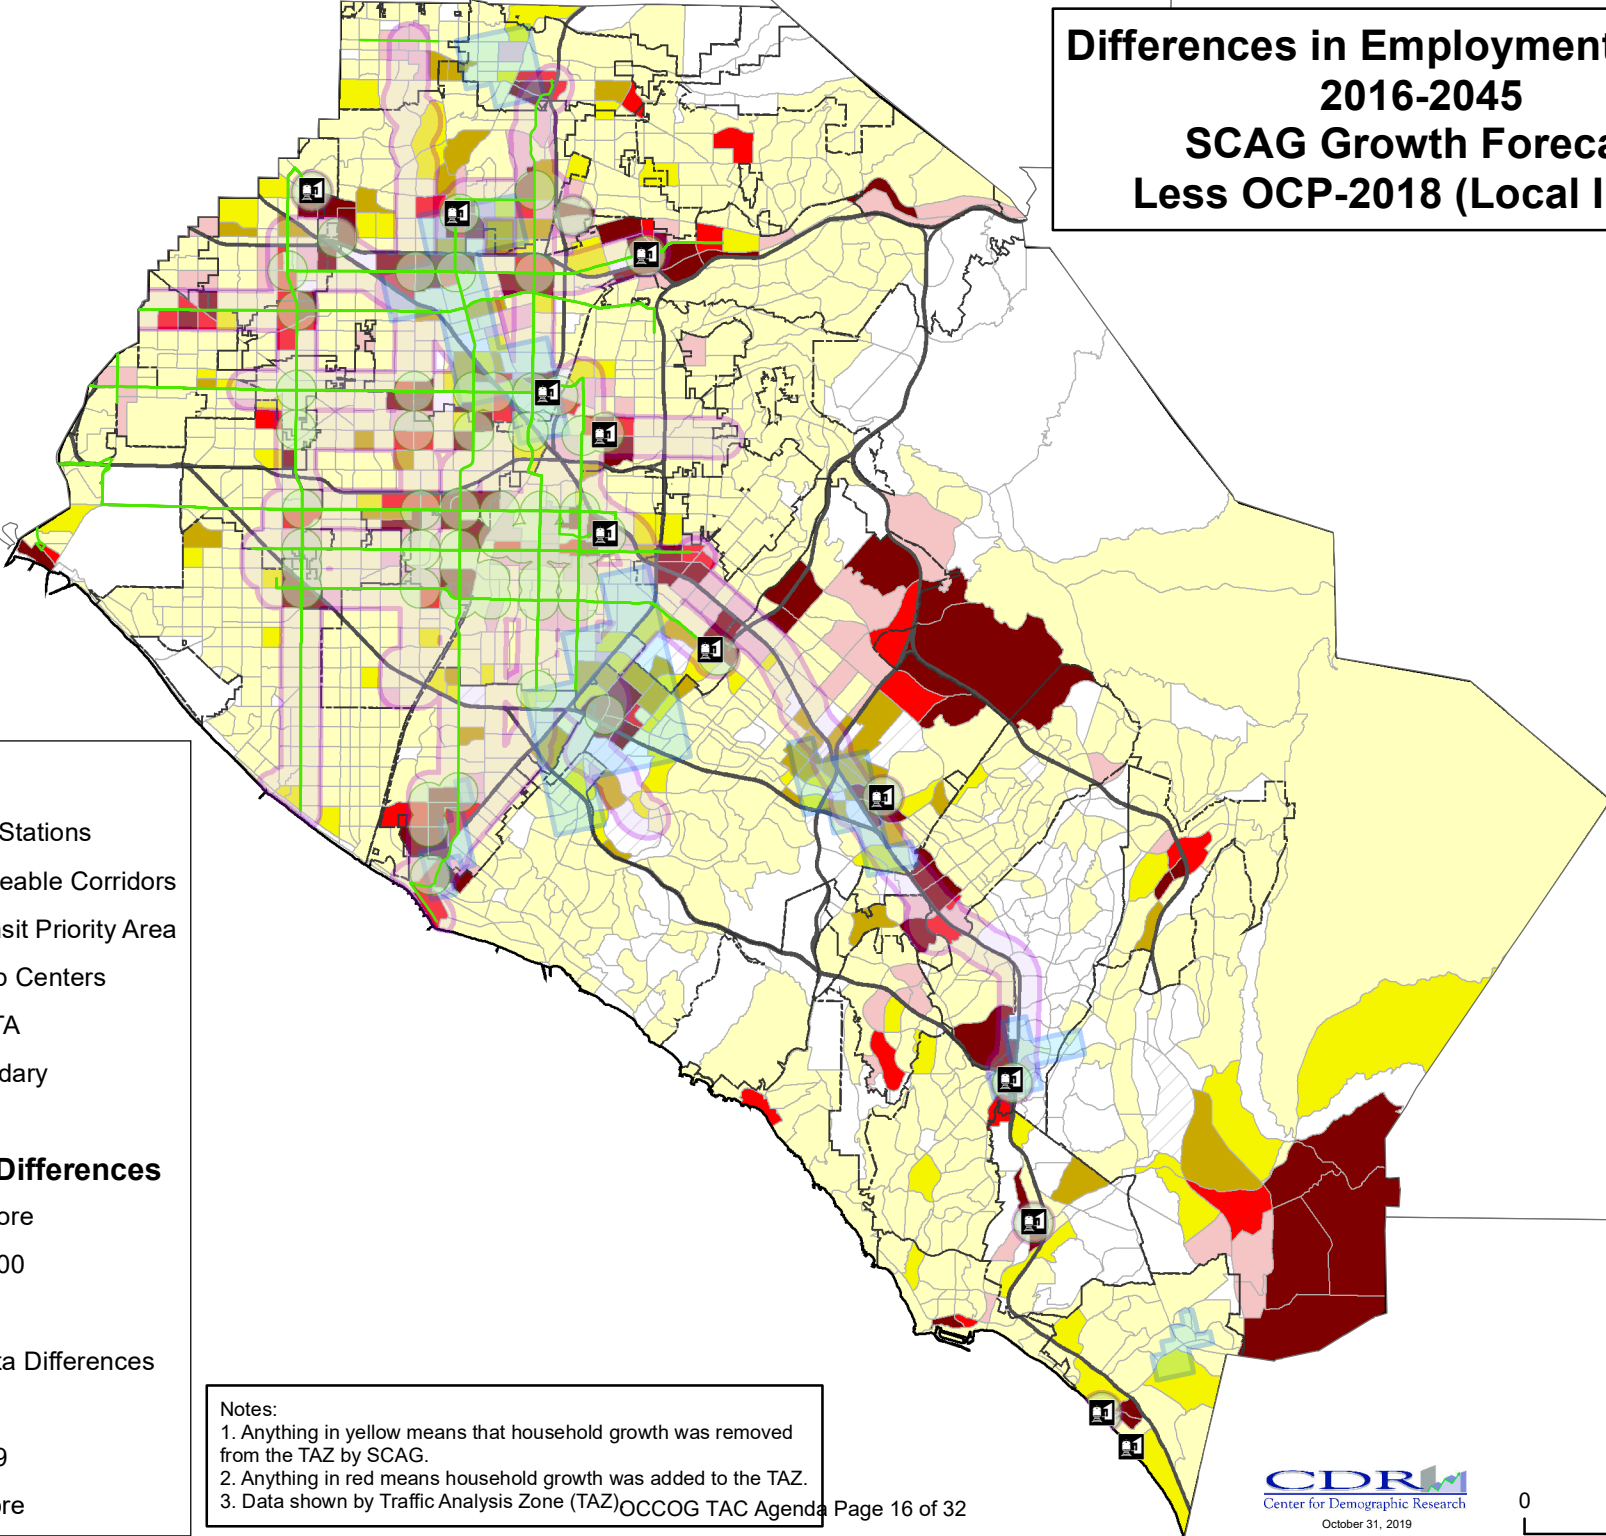 Differences in Employment
2016-2045
SCAG Growth Foreca
Less OCP-2018 (Local I
Stations
eable Corridors
sit Priority Area
Centers
TA
dary
Differences
ore
00
ta Differences
9
ore
Notes:
1. Anything in yellow means that household growth was removed
from the TAZ by SCAG.
2. Anything in red means household growth was added to the TAZ.
3. Data shown by Traffic Analysis Zone (TAZ).
OCCOG TAC Agenda Page 16 of 32
CDR
Center for Demographic Research
October 31, 2019
0